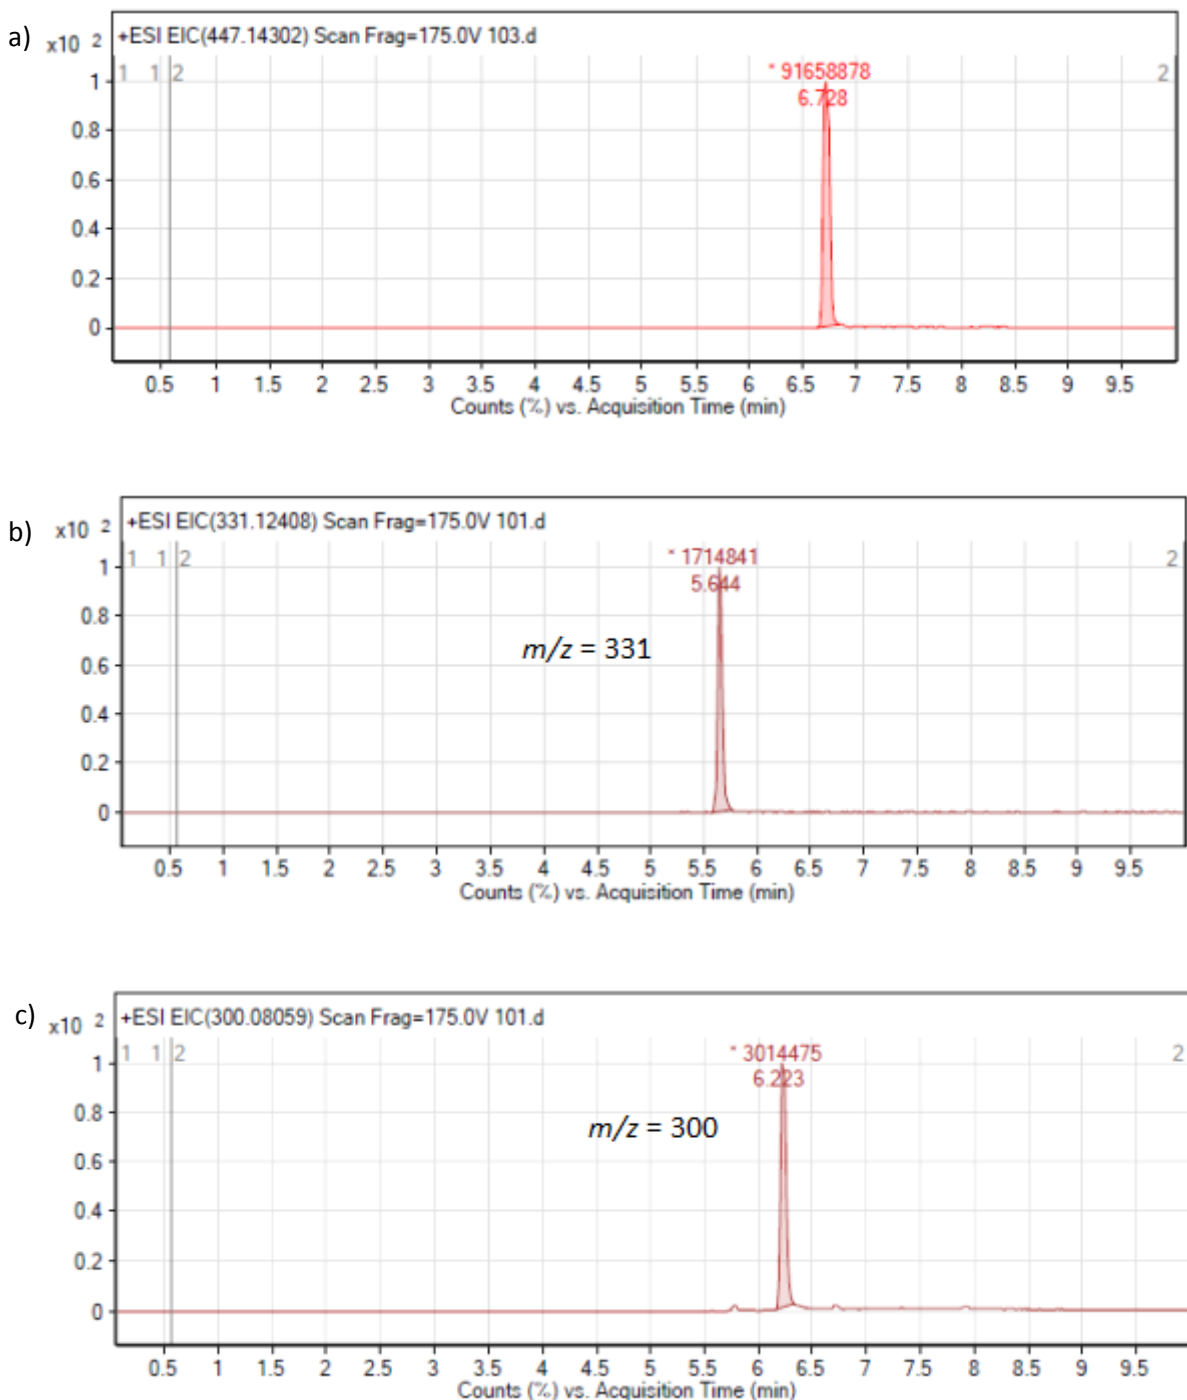 a)
x10 2
+ESI EIC(447.14302) Scan Frag=175.0V 103.d
1 1 2 2
* 91658878
6.728
1
0.8
0.6
0.4
0.2
0
0.5 1 1.5 2 2.5 3 3.5 4 4.5 5 5.5 6 6.5 7 7.5 8 8.5 9 9.5
Counts (%) vs. Acquisition Time (min)
b)
x10 2
+ESI EIC(331.12408) Scan Frag=175.0V 101.d
1 1 2 2
* 1714841
5.644
m/z = 331
1
0.8
0.6
0.4
0.2
0
0.5 1 1.5 2 2.5 3 3.5 4 4.5 5 5.5 6 6.5 7 7.5 8 8.5 9 9.5
Counts (%) vs. Acquisition Time (min)
c)
x10 2
+ESI EIC(300.08059) Scan Frag=175.0V 101.d
1 1 2 2
* 3014475
6.223
m/z = 300
1
0.8
0.6
0.4
0.2
0
0.5 1 1.5 2 2.5 3 3.5 4 4.5 5 5.5 6 6.5 7 7.5 8 8.5 9 9.5
Counts (%) vs. Acquisition Time (min)